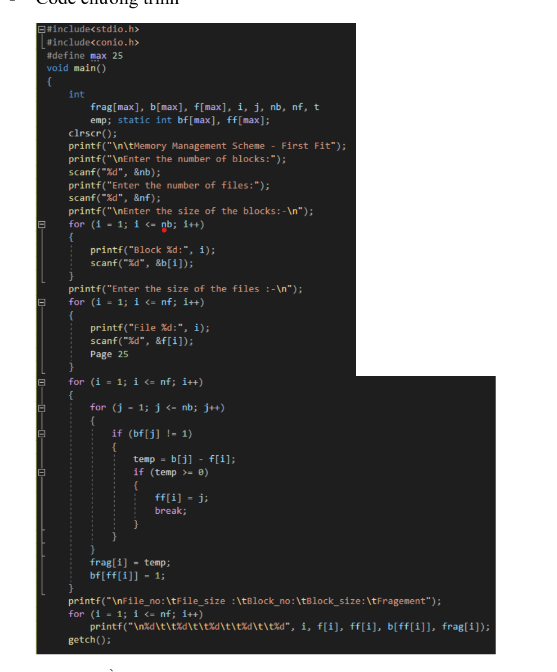 - Code chương trình
#include<stdio.h>
#include<conio.h>
#define max 25
void main()
{
int
frag[max], b[max], f[max], i, j, nb, nf, t
emp; static int bf[max], ff[max];
clrscr();
printf("\n\tMemory Management Scheme - First Fit");
printf("\nEnter the number of blocks:");
scanf("%d", &nb);
printf("Enter the number of files:");
scanf("%d", &nf);
printf("\nEnter the size of the blocks:-\n");
for (i = 1; i <= nb; i++)
{
printf("Block %d:", i);
scanf("%d", &b[i]);
}
printf("Enter the size of the files :-\n");
for (i = 1; i <= nf; i++)
{
printf("File %d:", i);
scanf("%d", &f[i]);
Page 25
}
for (i = 1; i <= nf; i++)
{
for (j = 1; j <= nb; j++)
{
if (bf[j] != 1)
{
temp = b[j] - f[i];
if (temp >= 0)
{
ff[i] = j;
break;
}
}
}
frag[i] = temp;
bf[ff[i]] = 1;
}
printf("\nFile_no:\tFile_size :\tBlock_no:\tBlock_size:\tFragement");
for (i = 1; i <= nf; i++)
printf("\n%d\t\t%d\t\t%d\t\t%d\t\t%d", i, f[i], ff[i], b[ff[i]], frag[i]);
getch();